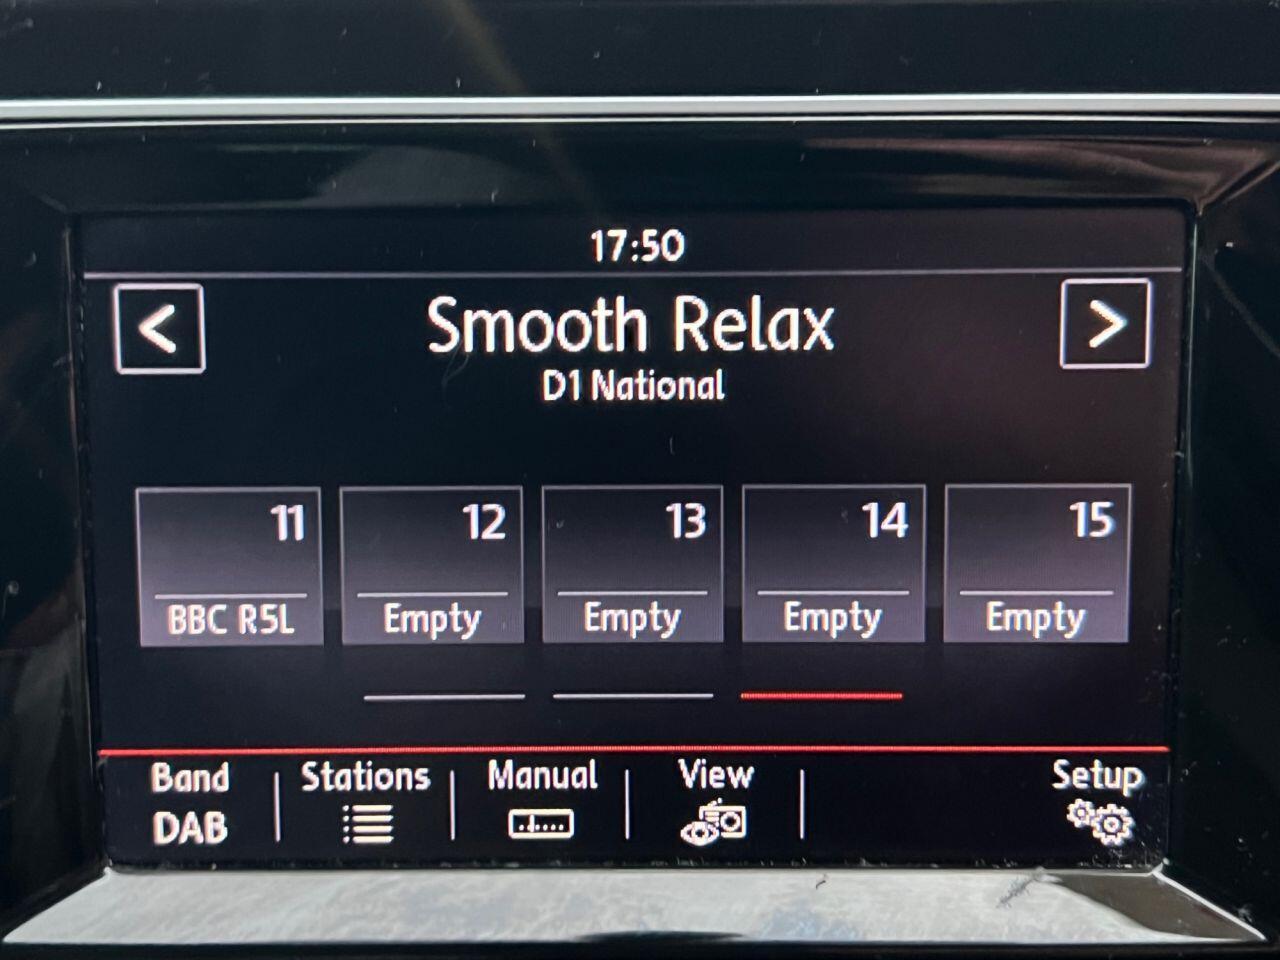 17:50
< Smooth Relax >
D1 National
11 12 13 14 15
BBC R5L Empty Empty Empty Empty
Band Stations Manual View Setup
DAB